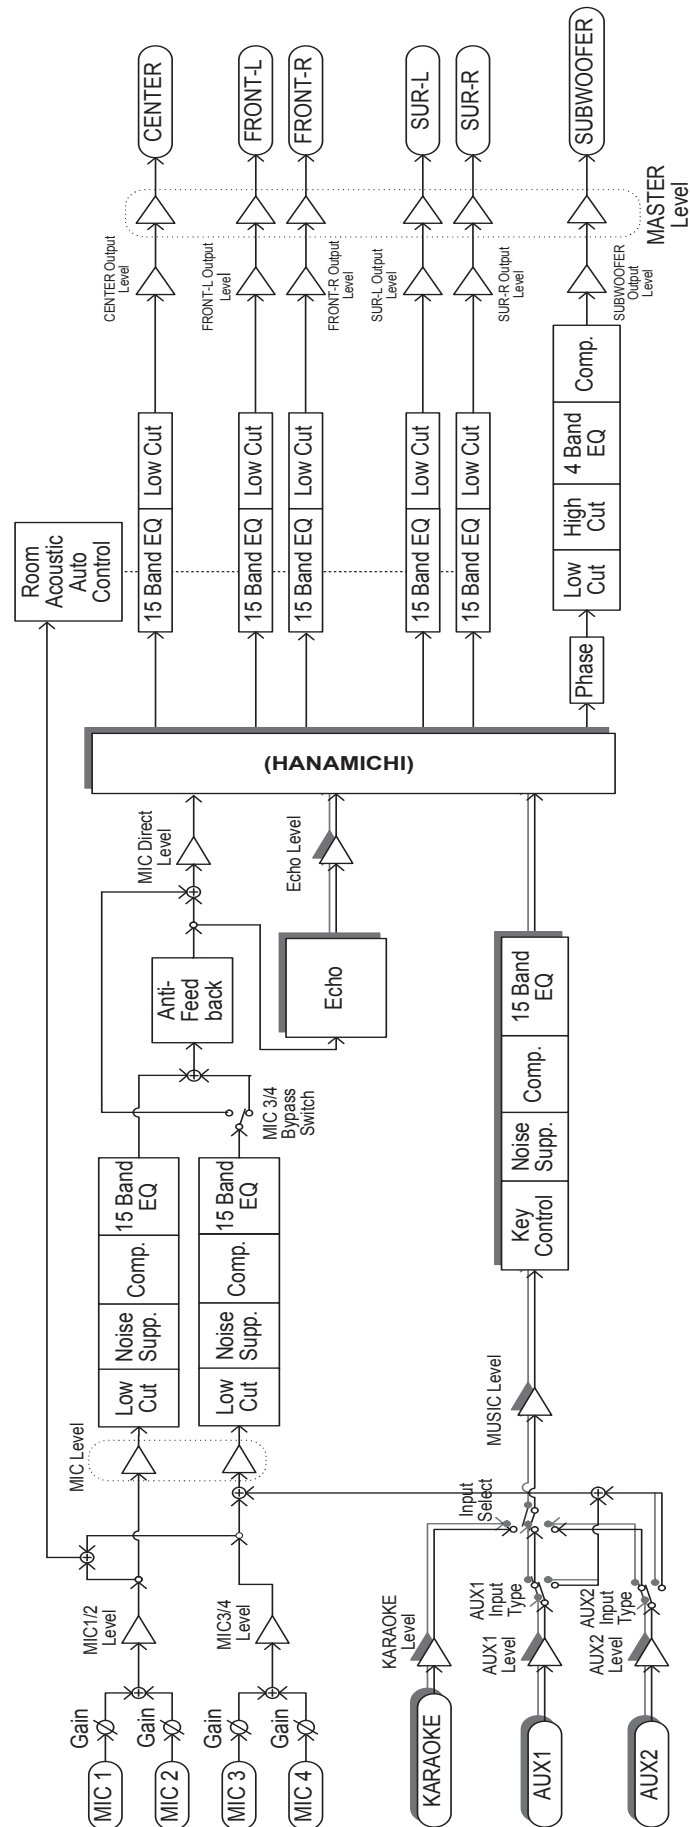 MIC 1
MIC 2
MIC 3
MIC 4
KARAOKE
AUX1
AUX2
Gain
Gain
Gain
Gain
MIC1/2
Level
MIC3/4
Level
KARAOKE
Level
AUX1
Level
AUX2
Level
AUX1
Input
Type
AUX2
Input
Type
Input
Select
MIC Level
MUSIC Level
Low
Cut
Noise
Supp.
Comp.
15 Band
EQ
Low
Cut
Noise
Supp.
Comp.
15 Band
EQ
MIC 3/4
Bypass
Switch
Anti-
Feed
back
MIC Direct
Level
Echo
Echo Level
Key
Control
Noise
Supp.
Comp.
15 Band
EQ
(HANAMICHI)
Room
Acoustic
Auto
Control
15 Band EQ
Low Cut
15 Band EQ
Low Cut
15 Band EQ
Low Cut
15 Band EQ
Low Cut
15 Band EQ
Low Cut
Phase
Low
Cut
High
Cut
4 Band
EQ
Comp.
CENTER Output
Level
FRONT-L Output
Level
FRONT-R Output
Level
SUR-L Output
Level
SUR-R Output
Level
SUBWOOFER
Output
Level
MASTER
Level
CENTER
FRONT-L
FRONT-R
SUR-L
SUR-R
SUBWOOFER